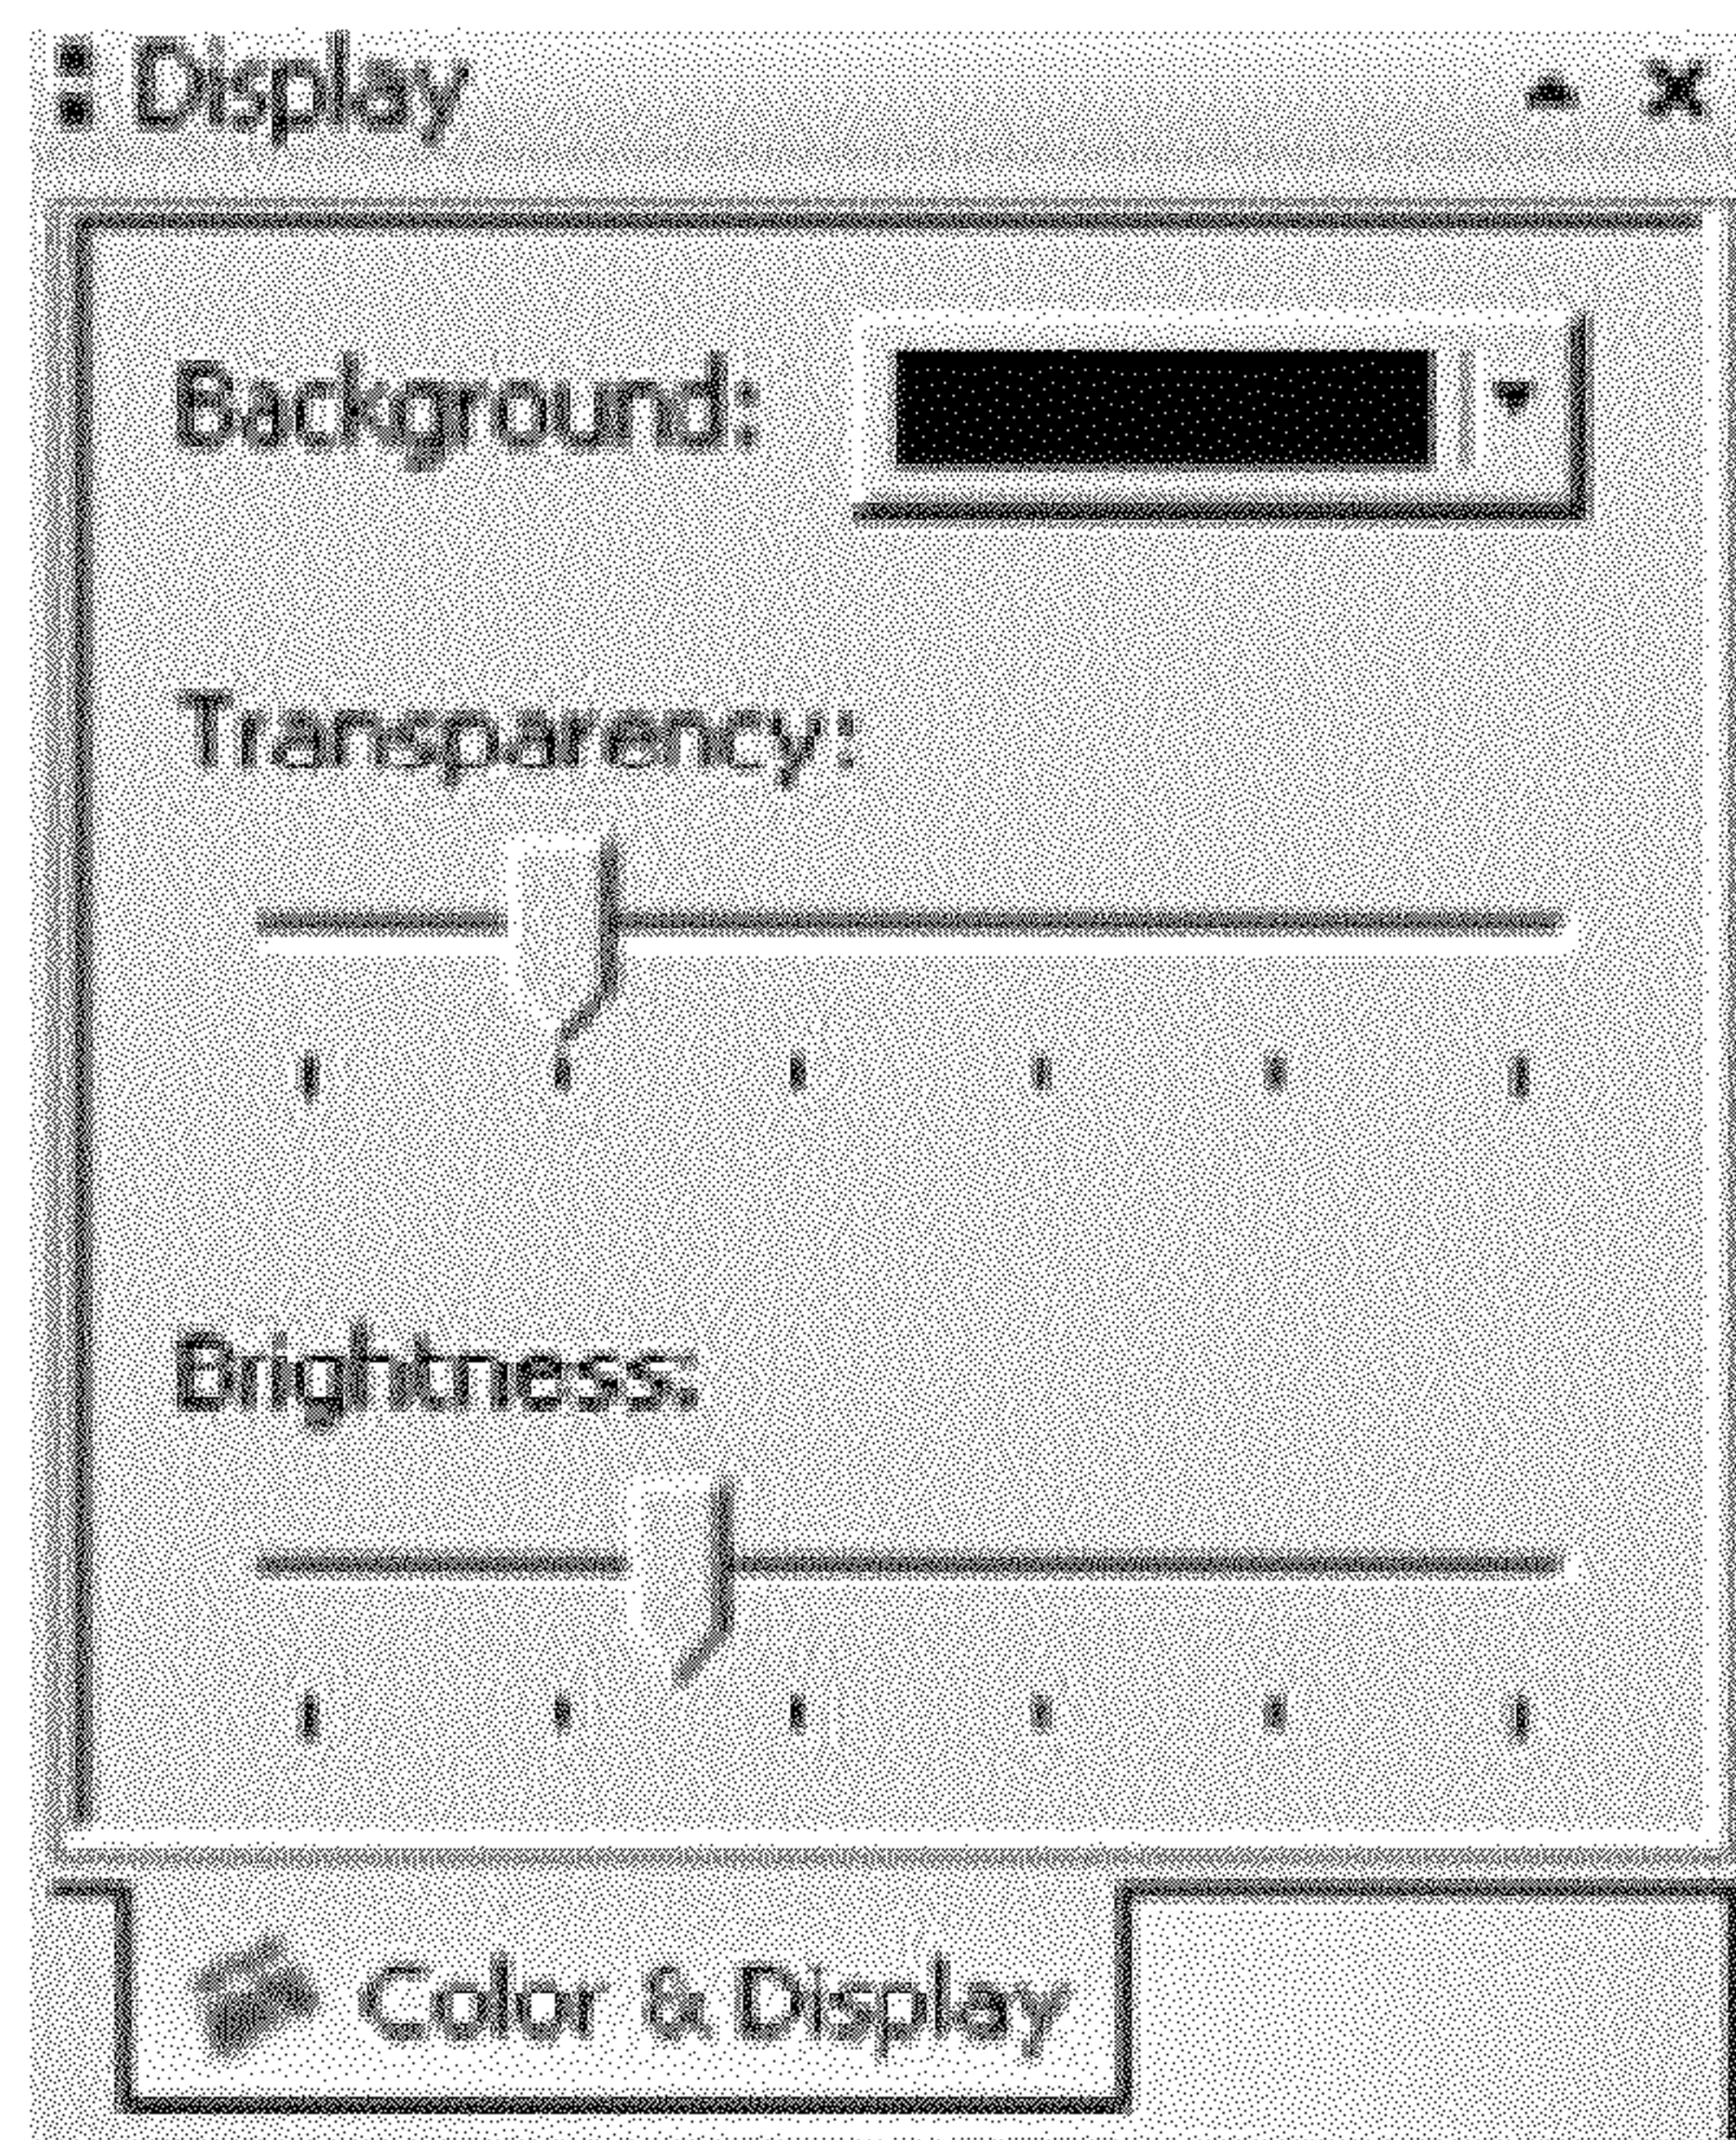 Display
Background:
Transparency:
Brightness:
Color & Display